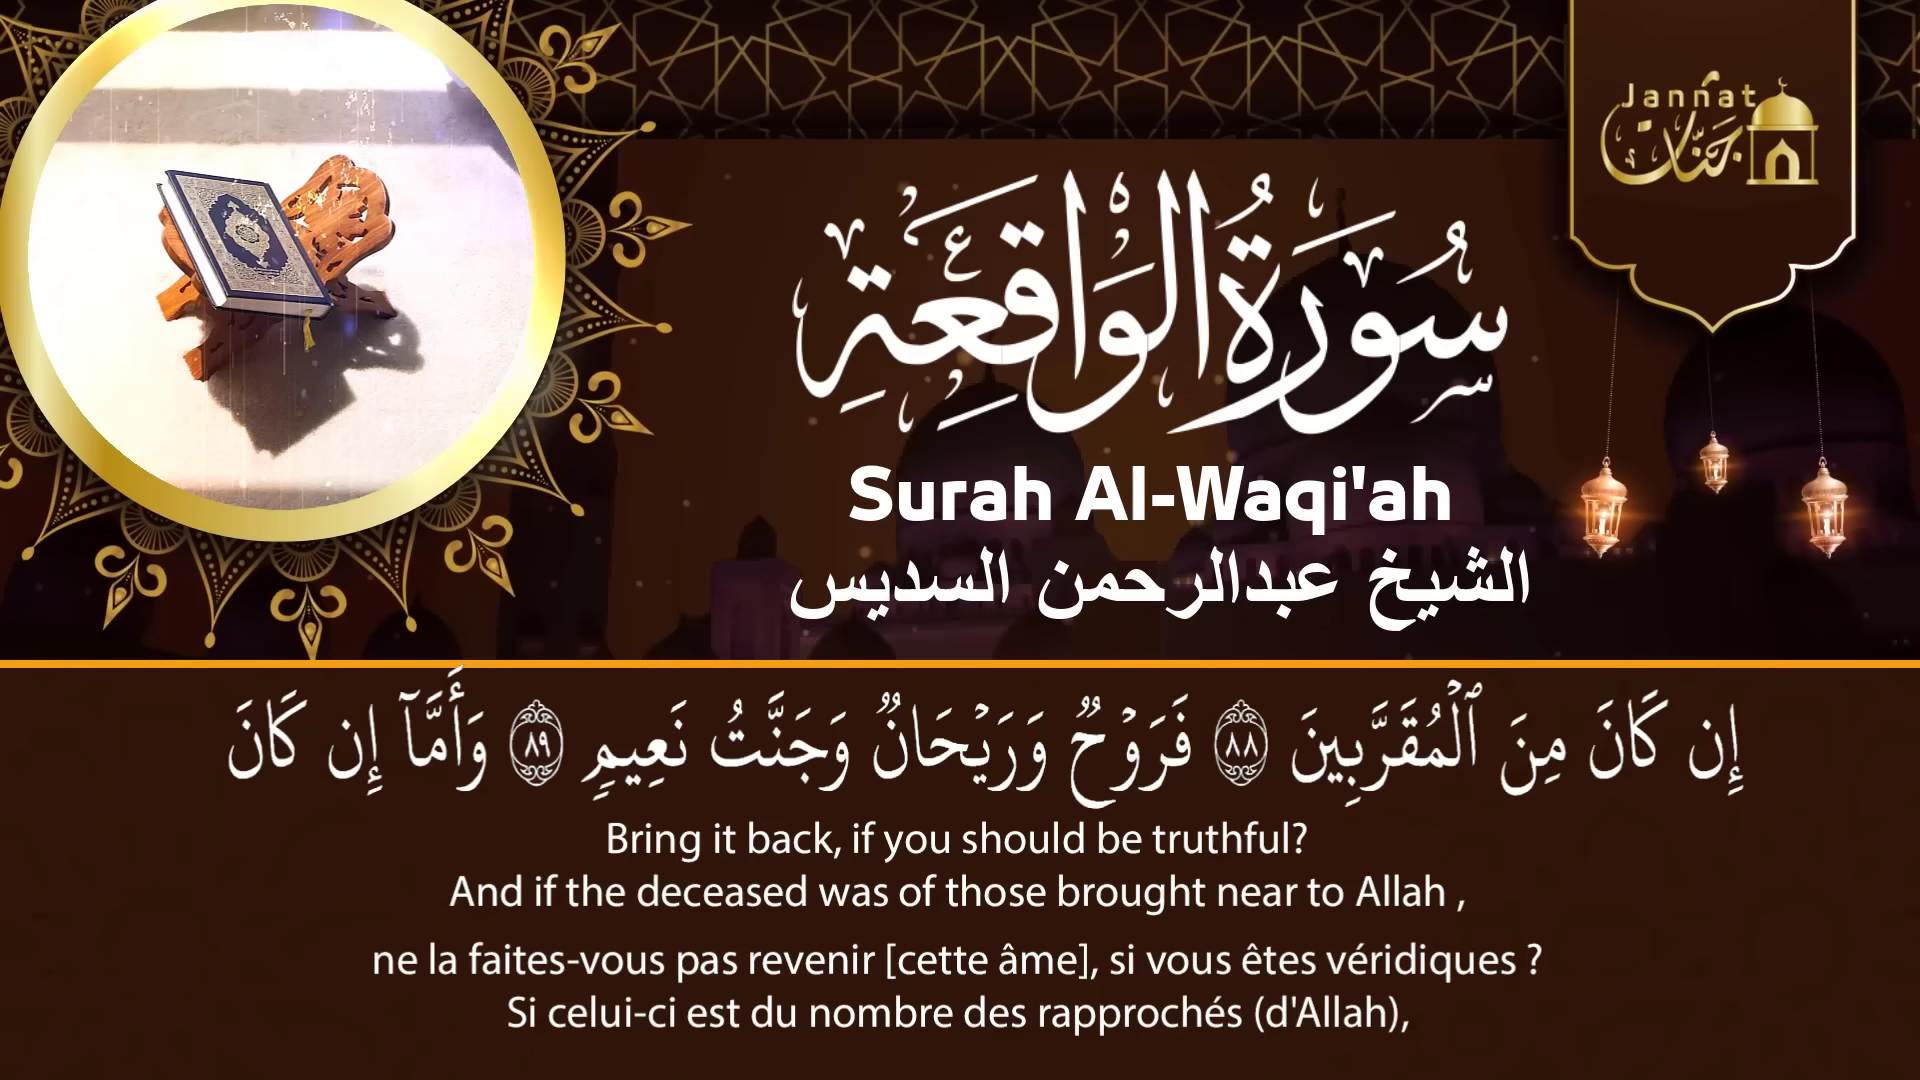 Jannat
جنات
سُورَةُ الوَاقِعَةِ
Surah Al-Waqi'ah
الشيخ عبدالرحمن السديس
إِن كَانَ مِنَ ٱلْمُقَرَّبِينَ ٨٨ فَرَوْحٌ وَرَيْحَانٌ وَجَنَّتُ نَعِيمٍ ٨٩ وَأَمَّآ إِن كَانَ
Bring it back, if you should be truthful?
And if the deceased was of those brought near to Allah ,
ne la faites-vous pas revenir [cette âme], si vous êtes véridiques ?
Si celui-ci est du nombre des rapprochés (d'Allah),